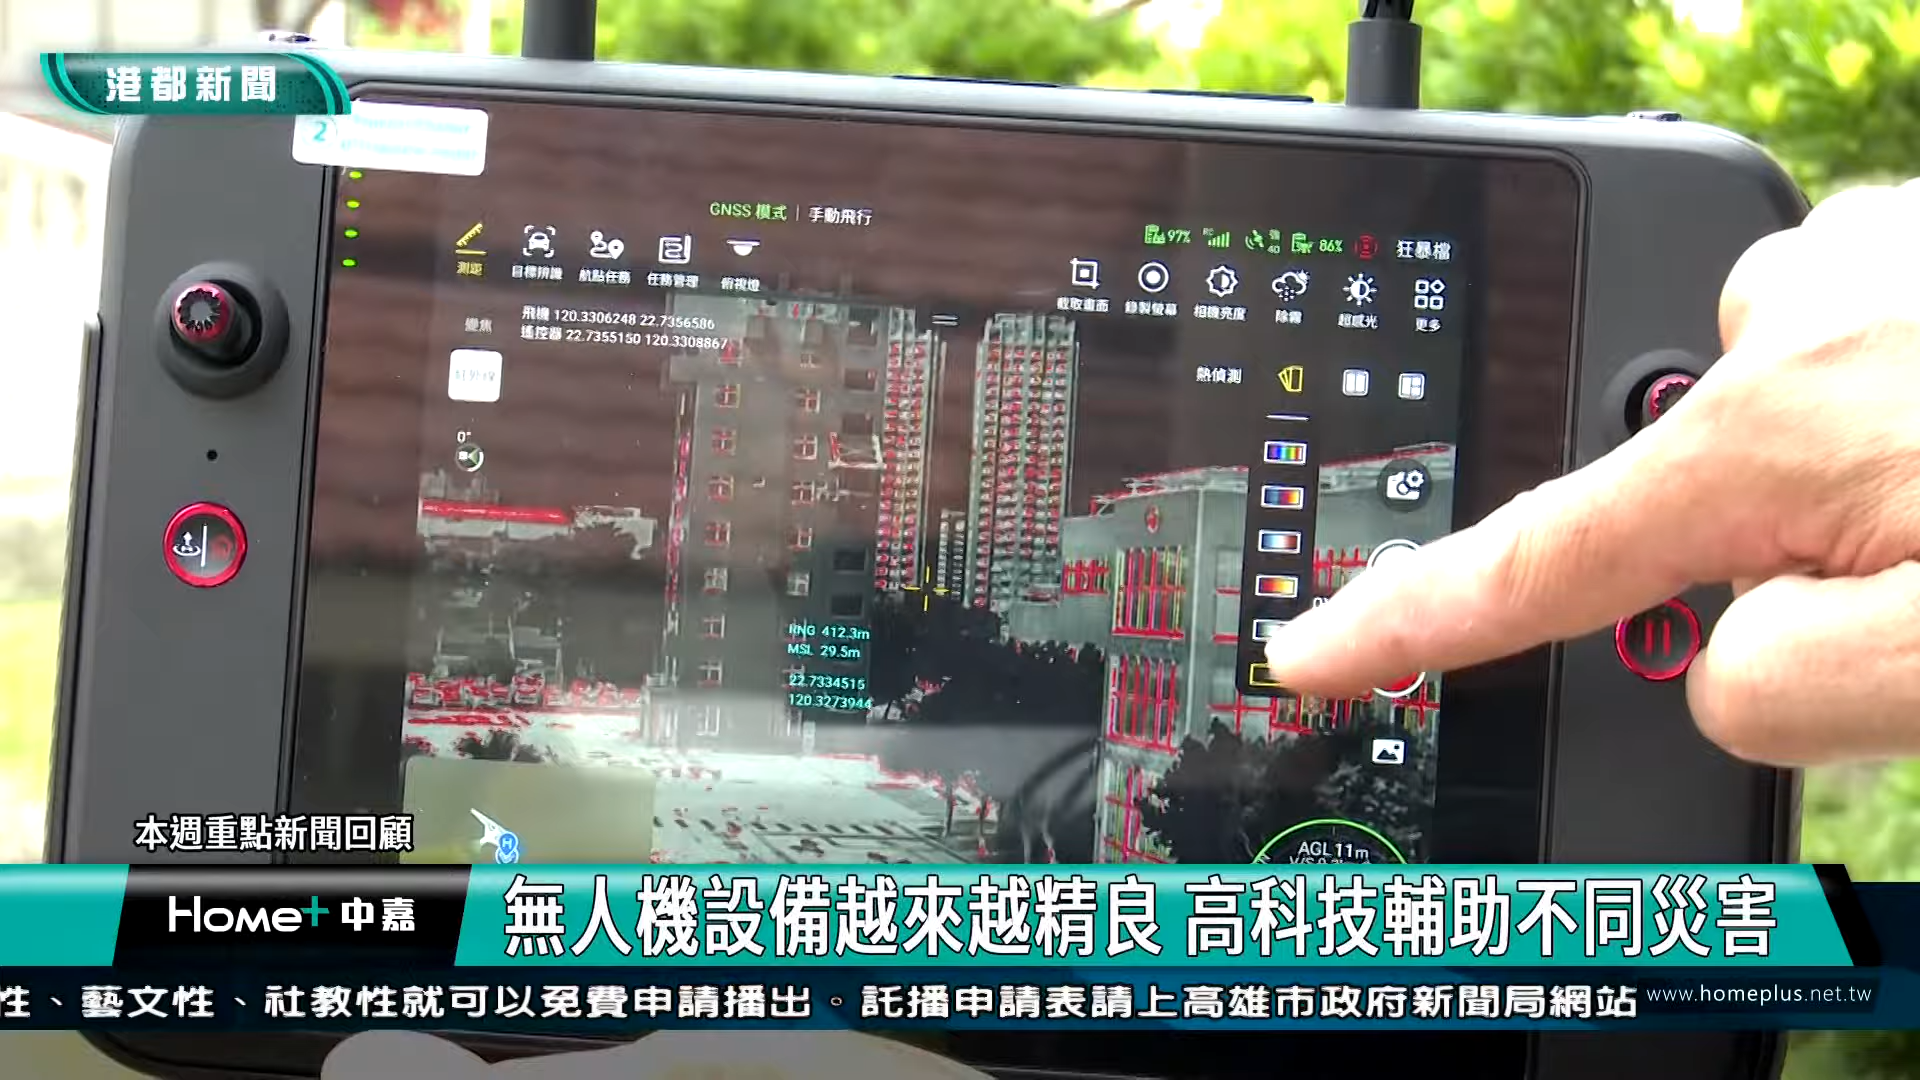 港都新聞
2
GNSS 模式 | 手動飛行
97%
RC
強
40
86%
狂暴檔
測距
目標辨識
航點任務
任務管理
俯視燈
截取畫面
錄製螢幕
相機亮度
除霧
超感光
更多
飛機 120.3306248 22.7356586
遙控器 22.7355150 120.3308867
變焦
紅外線
熱偵測
0°
RNG 412.3m
MSL 29.5m
22.7334515
120.3273944
H
AGL 11m
本週重點新聞回顧
Home+ 中嘉
無人機設備越來越精良 高科技輔助不同災害
性、藝文性、社教性就可以免費申請播出。託播申請表請上高雄市政府新聞局網站
www.homeplus.net.tw